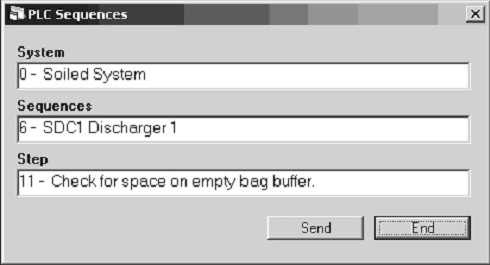 PLC Sequences
System
0 - Soiled System
Sequences
6 - SDC1 Discharger 1
Step
11 - Check for space on empty bag buffer.
Send End